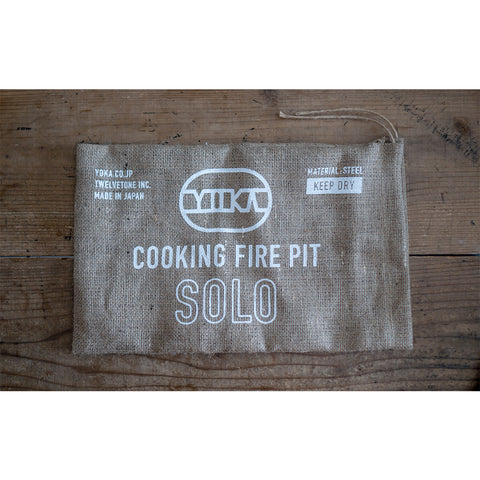 YOKA.CO.JP
TWELVETONE INC.
MADE IN JAPAN
YOKA
MATERIAL:STEEL
KEEP DRY
COOKING FIRE PIT
SOLO